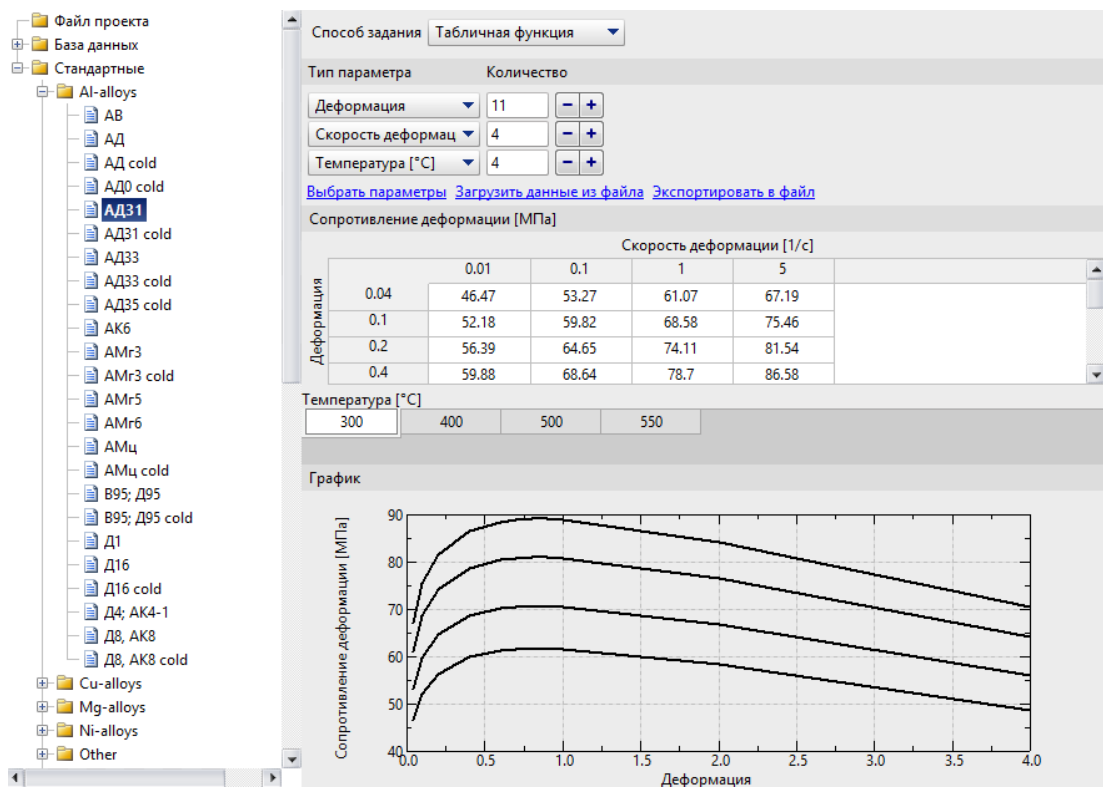 Файл проекта
База данных
Стандартные
Al-alloys
АВ
АД
АД cold
АД0 cold
АД31
АД31 cold
АД33
АД33 cold
АД35 cold
АК6
АМг3
АМг3 cold
АМг5
АМг6
АМц
АМц cold
В95; Д95
В95; Д95 cold
Д1
Д16
Д16 cold
Д4; АК4-1
Д8, АК8
Д8, АК8 cold
Cu-alloys
Mg-alloys
Ni-alloys
Other
Способ задания Табличная функция
Тип параметра Количество
Деформация 11 − +
Скорость деформац 4 − +
Температура [°C] 4 − +
Выбрать параметры Загрузить данные из файла Экспортировать в файл
Сопротивление деформации [МПа]
Скорость деформации [1/с]
Деформация
0.01 0.1 1 5
0.04 46.47 53.27 61.07 67.19
0.1 52.18 59.82 68.58 75.46
0.2 56.39 64.65 74.11 81.54
0.4 59.88 68.64 78.7 86.58
Температура [°C]
300 400 500 550
График
Сопротивление деформации [МПа]
90
80
70
60
50
40
0.0 0.5 1.0 1.5 2.0 2.5 3.0 3.5 4.0
Деформация